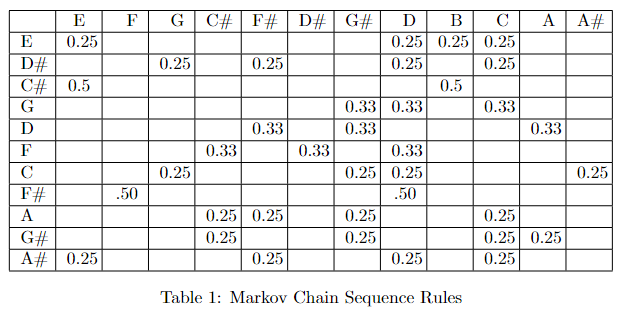 E F G C# F# D# G# D B C A A#
E 0.25 0.25 0.25 0.25
D# 0.25 0.25 0.25 0.25
C# 0.5 0.5
G 0.33 0.33 0.33
D 0.33 0.33 0.33
F 0.33 0.33 0.33
C 0.25 0.25 0.25 0.25
F# .50 .50
A 0.25 0.25 0.25 0.25
G# 0.25 0.25 0.25 0.25
A# 0.25 0.25 0.25 0.25
Table 1: Markov Chain Sequence Rules